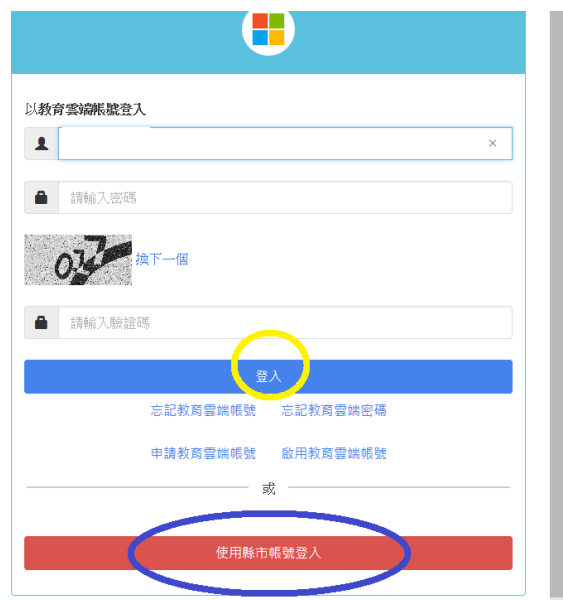 以教育雲端帳號登入
×
請輸入密碼
換下一個
請輸入驗證碼
登入
忘記教育雲端帳號 忘記教育雲端密碼
申請教育雲端帳號 啟用教育雲端帳號
或
使用縣市帳號登入